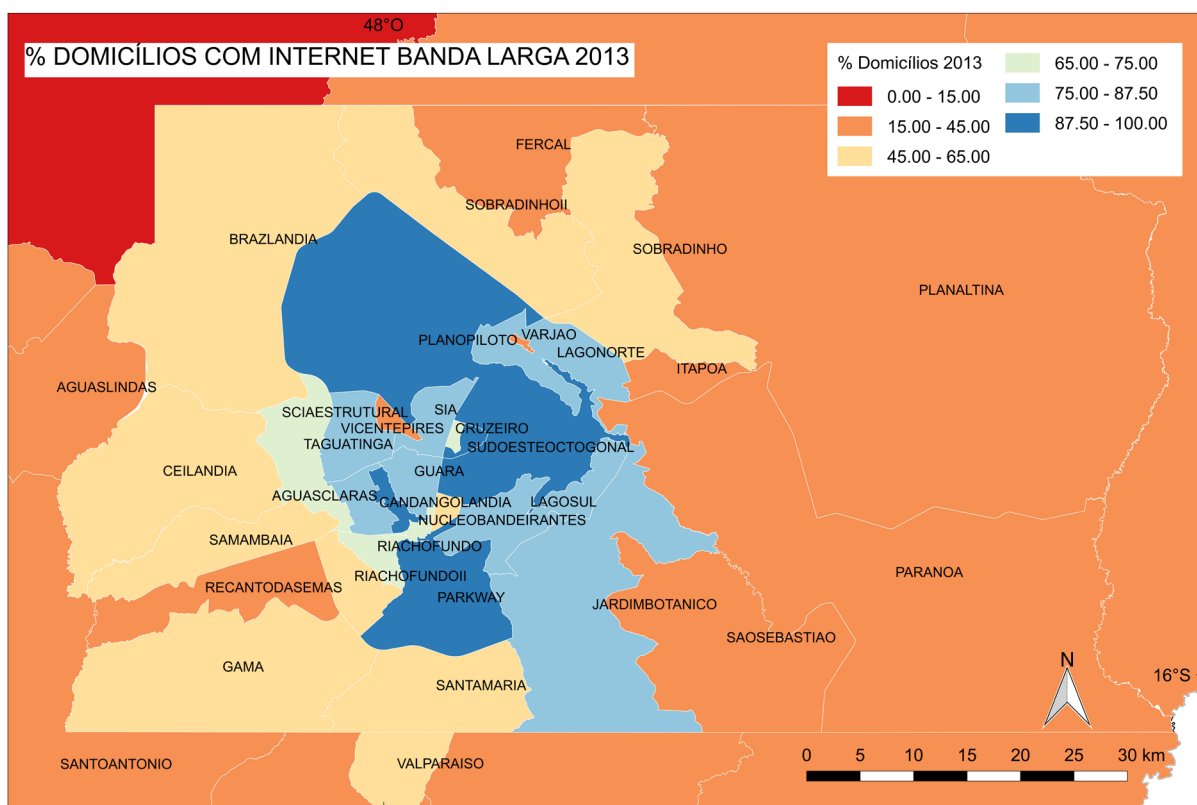 48°O
% DOMICÍLIOS COM INTERNET BANDA LARGA 2013
% Domicílios 2013
0.00 - 15.00
15.00 - 45.00
45.00 - 65.00
65.00 - 75.00
75.00 - 87.50
87.50 - 100.00
FERCAL
SOBRADINHOII
BRAZLANDIA
SOBRADINHO
PLANALTINA
PLANOPILOTO
VARJAO
LAGONORTE
ITAPOA
AGUASLINDAS
SCIAESTRUTURAL
SIA
VICENTEPIRES
CRUZEIRO
TAGUATINGA
SUDOESTEOCTOGONAL
CEILANDIA
GUARA
AGUASCLARAS
CANDANGOLANDIA
LAGOSUL
NUCLEOBANDEIRANTES
SAMAMBAIA
RIACHOFUNDO
PARANOA
RIACHOFUNDOII
RECANTODASEMAS
PARKWAY
JARDIMBOTANICO
SAOSEBASTIAO
GAMA
N
16°S
SANTAMARIA
SANTOANTONIO
VALPARAISO
0 5 10 15 20 25 30 km